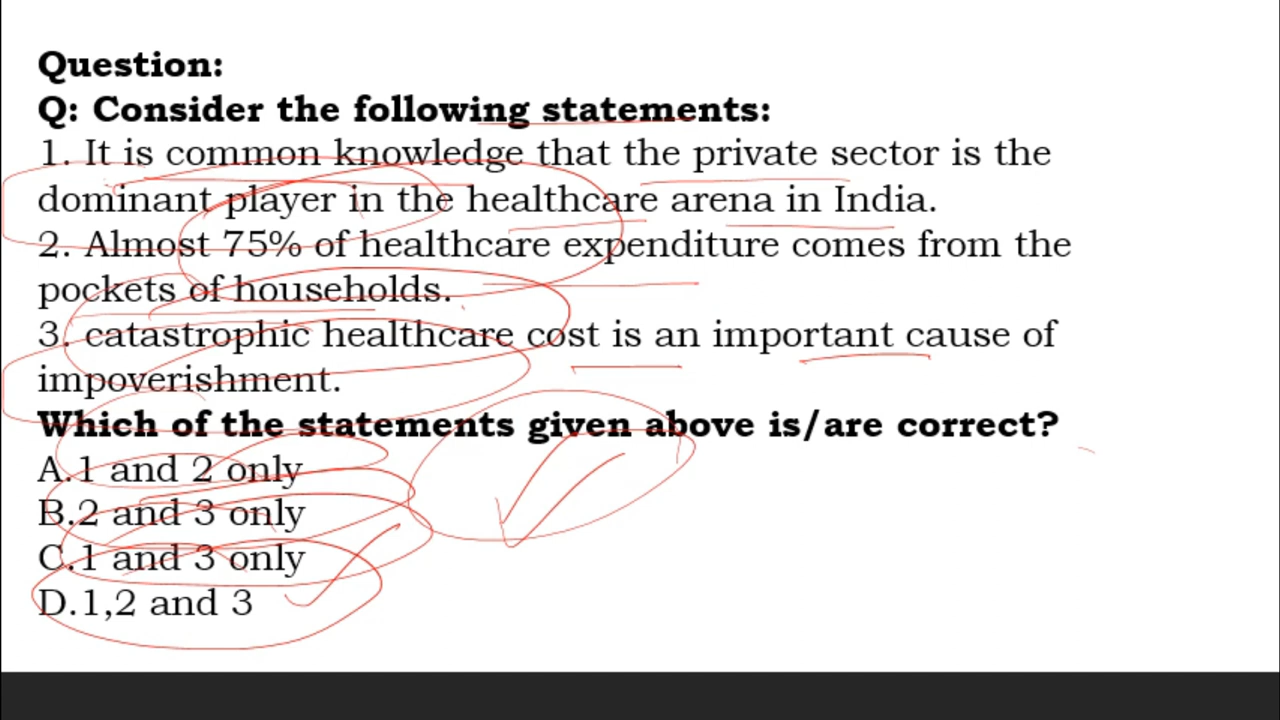 Question:
Q: Consider the following statements:
1. It is common knowledge that the private sector is the
dominant player in the healthcare arena in India.
2. Almost 75% of healthcare expenditure comes from the
pockets of households.
3. catastrophic healthcare cost is an important cause of
impoverishment.
Which of the statements given above is/are correct?
A.1 and 2 only
B.2 and 3 only
C.1 and 3 only
D.1,2 and 3